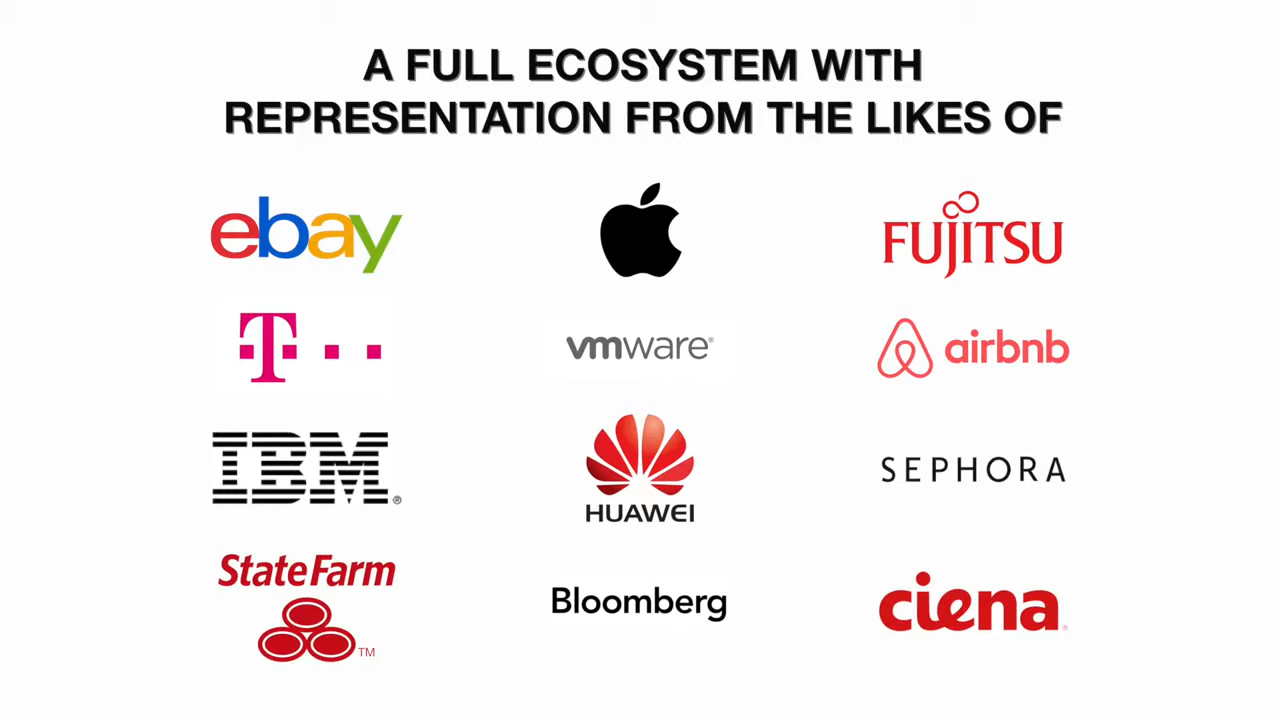 A FULL ECOSYSTEM WITH
REPRESENTATION FROM THE LIKES OF
ebay
FUJITSU
T
vmware®
airbnb
IBM®
HUAWEI
SEPHORA
StateFarm
TM
Bloomberg
ciena®